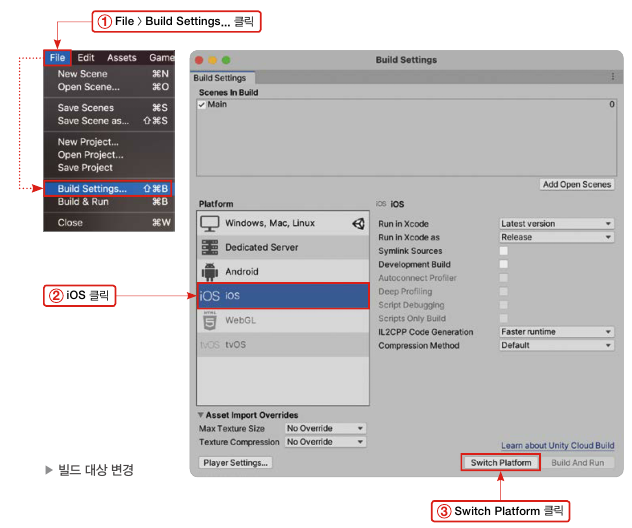 ① File > Build Settings... 클릭
File Edit Assets Game
New Scene ⌘N
Open Scene... ⌘O
Save Scenes ⌘S
Save Scene as... ⇧⌘S
New Project...
Open Project...
Save Project
Build Settings... ⇧⌘B
Build & Run ⌘B
Close ⌘W
② iOS 클릭
▶ 빌드 대상 변경
Build Settings
Build Settings
Scenes In Build
✓ Main 0
Add Open Scenes
Platform
Windows, Mac, Linux
Dedicated Server
Android
iOS iOS
HTML 5 WebGL
tvOS tvOS
iOS iOS
Run in Xcode Latest version
Run in Xcode as Release
Symlink Sources
Development Build
Autoconnect Profiler
Deep Profiling
Script Debugging
Scripts Only Build
IL2CPP Code Generation Faster runtime
Compression Method Default
▼ Asset Import Overrides
Max Texture Size No Override
Texture Compression No Override
Learn about Unity Cloud Build
Player Settings... Switch Platform Build And Run
③ Switch Platform 클릭